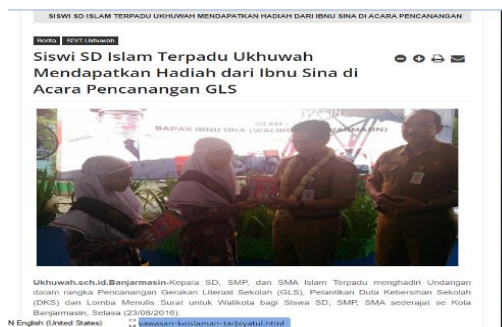 SISWI SD ISLAM TERPADU UKHUWAH MENDAPATKAN HADIAH DARI IBNU SINA DI ACARA PENCANANGAN
Berita SDIT Ukhuwah
Siswi SD Islam Terpadu Ukhuwah
Mendapatkan Hadiah dari Ibnu Sina di
Acara Pencanangan GLS
OLEH :
BAPAK IBNU SINA (WALIKOTA BANJARMASIN)
Ukhuwah.sch.id.Banjarmasin-Kepala SD, SMP, dan SMA Islam Terpadu menghadiri Undangan
dalam rangka Pencanangan Gerakan Literasi Sekolah (GLS), Pelantikan Duta Kebersihan Sekolah
(DKS) dan Lomba Menulis Surat untuk Walikota bagi Siswa SD, SMP, SMA sederajat se Kota
Banjarmasin, Selasa (23/08/2016).
N English (United States)
wawasan-keislaman-tarbiyatul.html